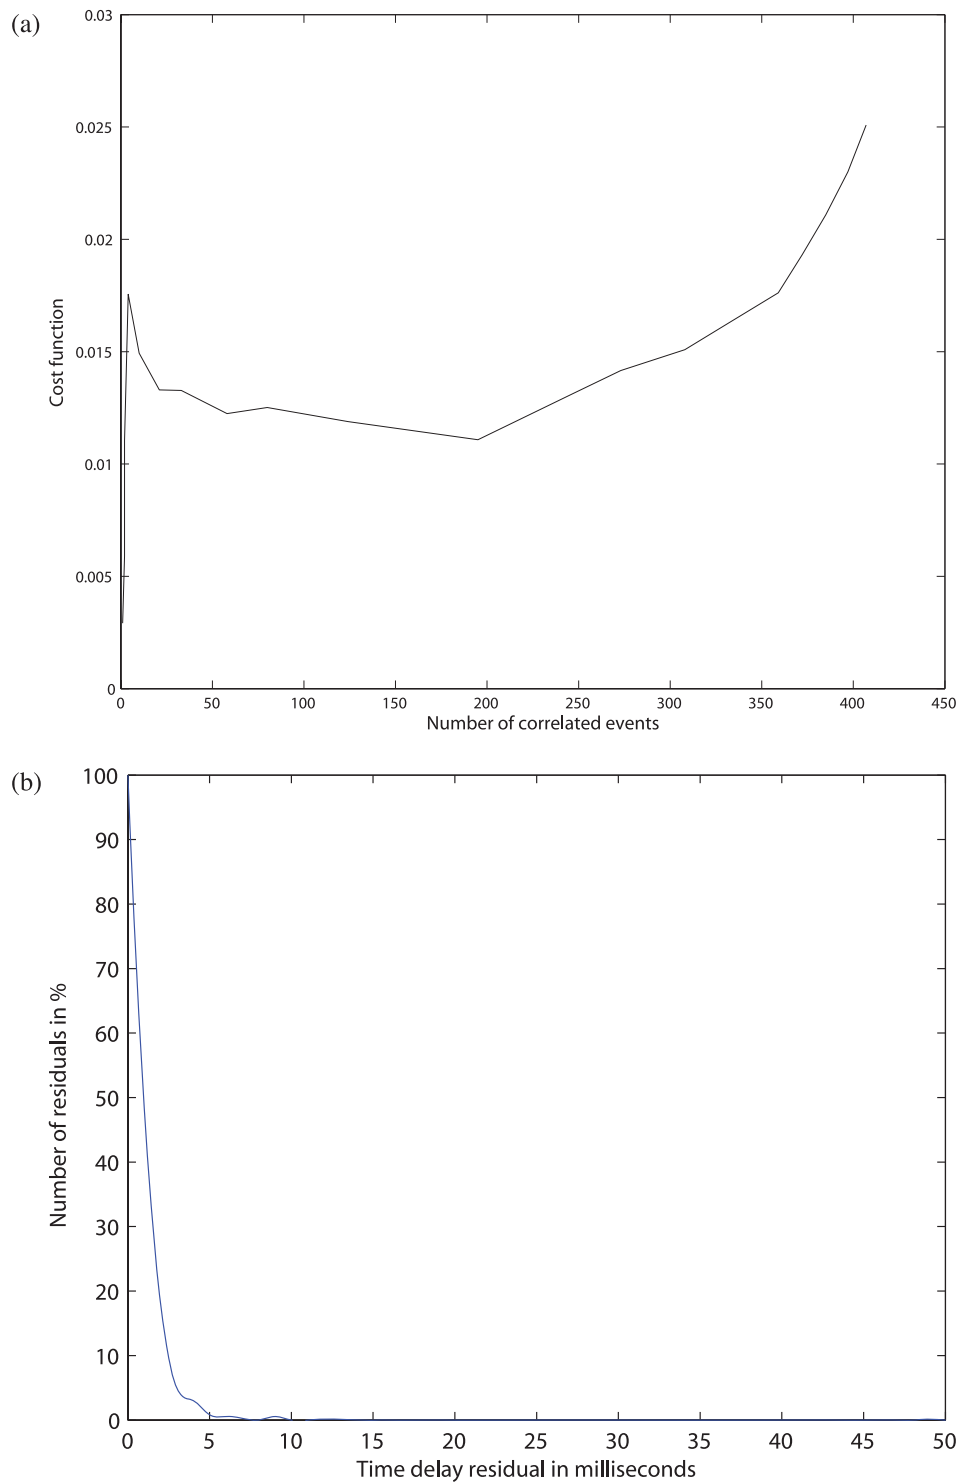 (a)
0.03
0.025
0.02
0.015
0.01
0.005
0
Cost function
0 50 100 150 200 250 300 350 400 450
Number of correlated events
(b)
100
90
80
70
60
50
40
30
20
10
0
Number of residuals in %
0 5 10 15 20 25 30 35 40 45 50
Time delay residual in milliseconds